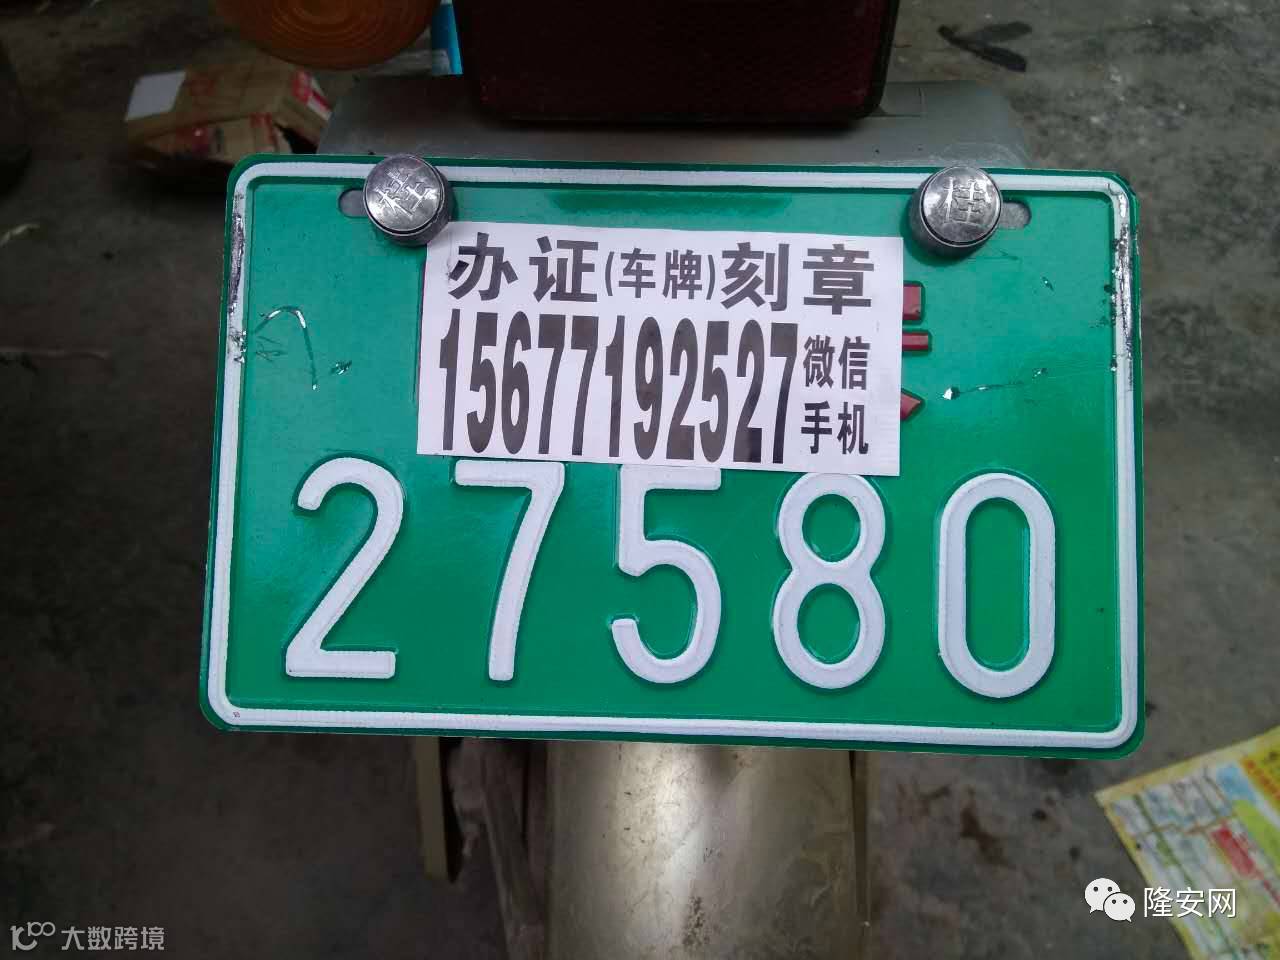 桂
桂
办证(车牌)刻章
15677192527
微信
手机
27580
隆安网
大数跨境